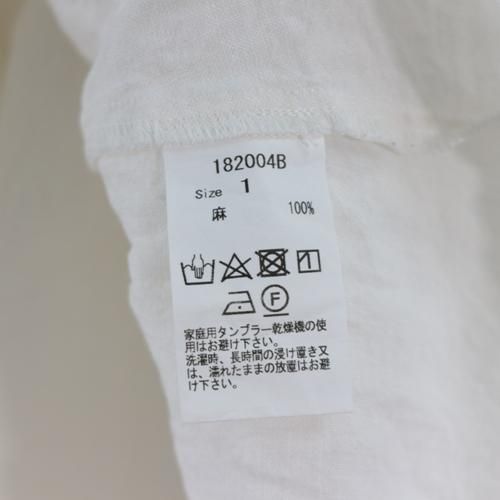 182004B
Size 1
麻 100%
F
家庭用タンブラー乾燥機の使
用はお避け下さい。
洗濯時、長時間の浸け置き又
は、濡れたままの放置はお避
け下さい。